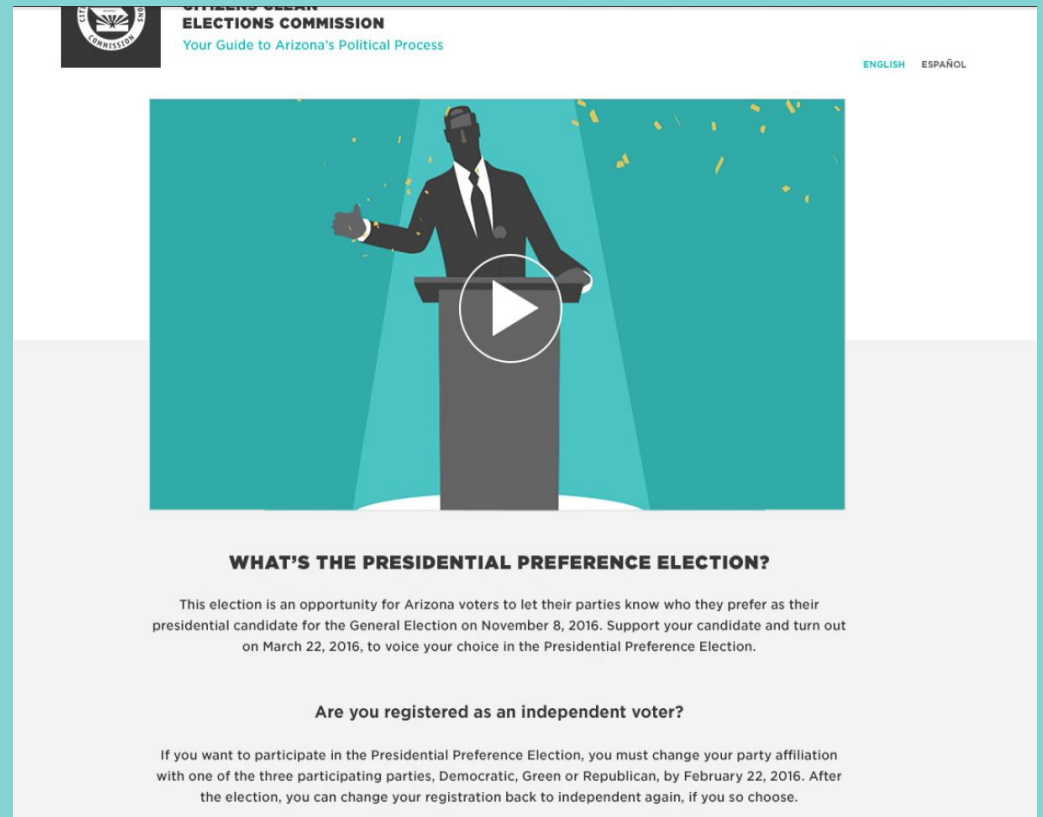 COMMISSION
CITIZENS CLEAN
ELECTIONS COMMISSION
Your Guide to Arizona's Political Process
ENGLISH ESPAÑOL
WHAT'S THE PRESIDENTIAL PREFERENCE ELECTION?
This election is an opportunity for Arizona voters to let their parties know who they prefer as their
presidential candidate for the General Election on November 8, 2016. Support your candidate and turn out
on March 22, 2016, to voice your choice in the Presidential Preference Election.
Are you registered as an independent voter?
If you want to participate in the Presidential Preference Election, you must change your party affiliation
with one of the three participating parties, Democratic, Green or Republican, by February 22, 2016. After
the election, you can change your registration back to independent again, if you so choose.